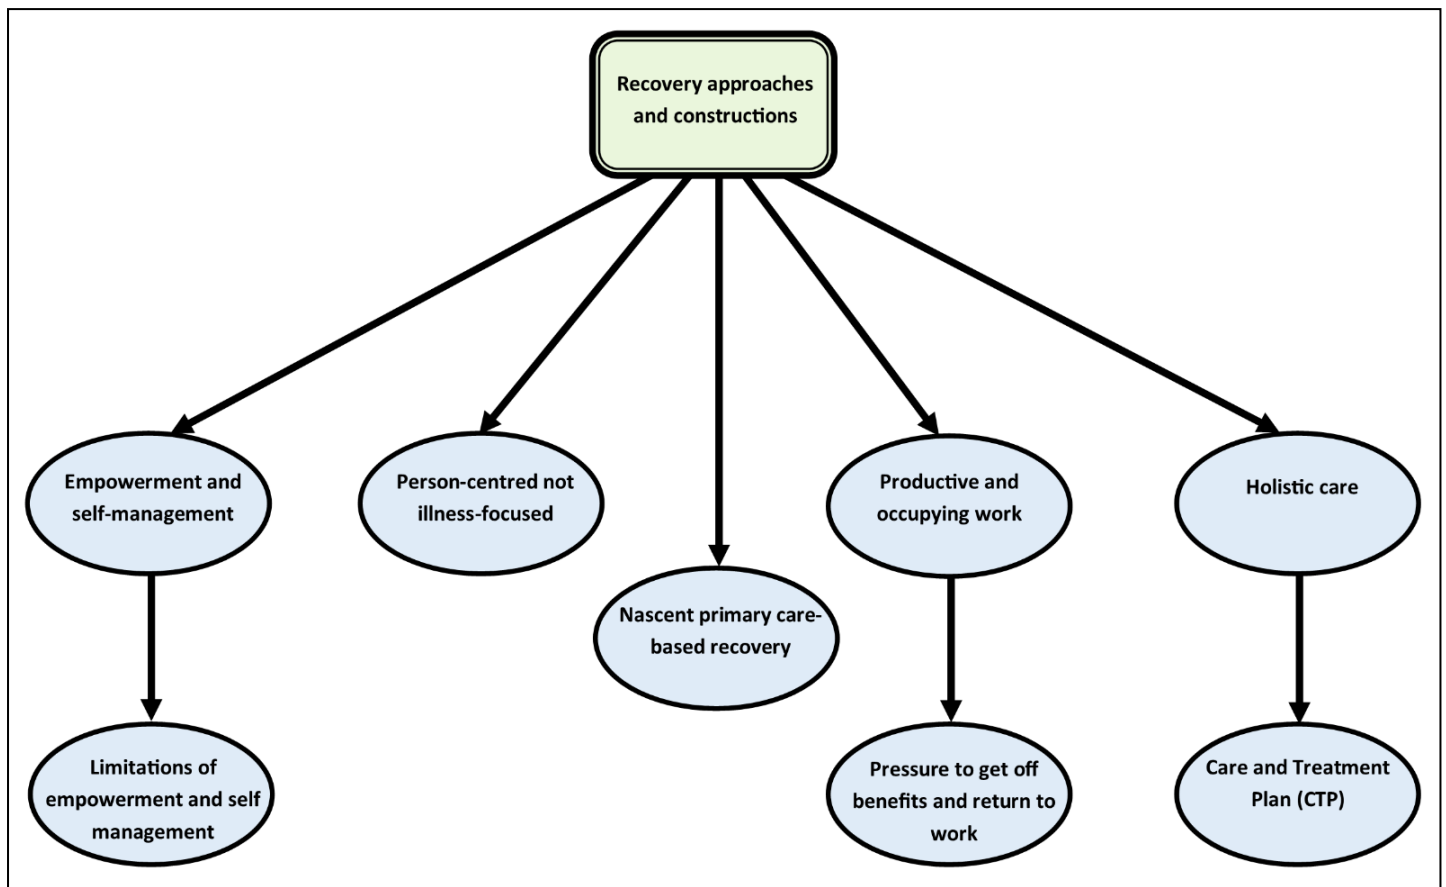 Recovery approaches
and constructions
Empowerment and
self-management
Person-centred not
illness-focused
Nascent primary care-
based recovery
Productive and
occupying work
Holistic care
Limitations of
empowerment and self
management
Pressure to get off
benefits and return to
work
Care and Treatment
Plan (CTP)